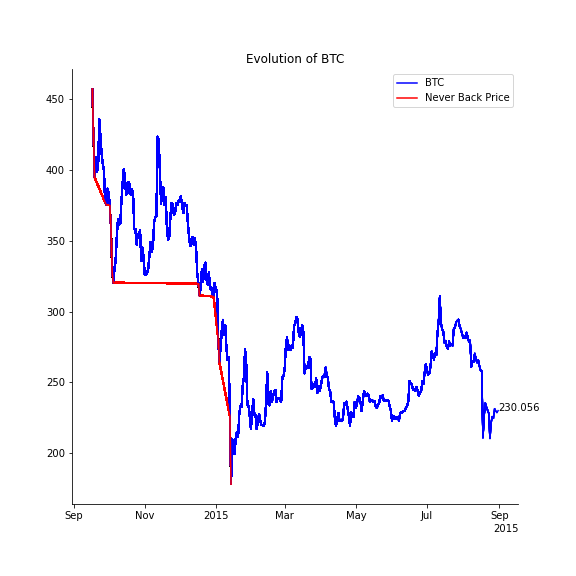 Evolution of BTC
BTC
Never Back Price
450
400
350
300
250
200
230.056
Sep
Nov
2015
Mar
May
Jul
Sep
2015